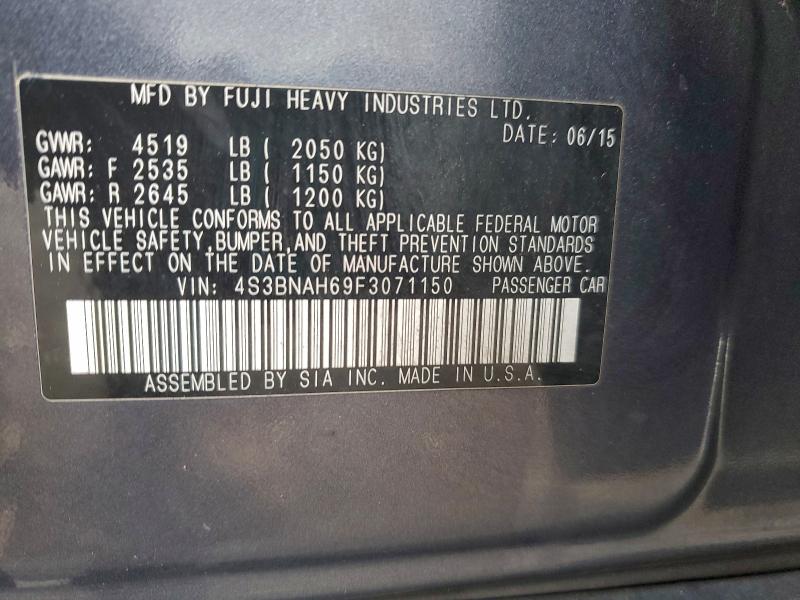 MFD BY FUJI HEAVY INDUSTRIES LTD.
DATE: 06/15
GVWR: 4519 LB ( 2050 KG)
GAWR: F 2535 LB ( 1150 KG)
GAWR: R 2645 LB ( 1200 KG)
THIS VEHICLE CONFORMS TO ALL APPLICABLE FEDERAL MOTOR
VEHICLE SAFETY,BUMPER,AND THEFT PREVENTION STANDARDS
IN EFFECT ON THE DATE OF MANUFACTURE SHOWN ABOVE.
VIN: 4S3BNAH69F3071150 PASSENGER CAR
ASSEMBLED BY SIA INC. MADE IN U.S.A.